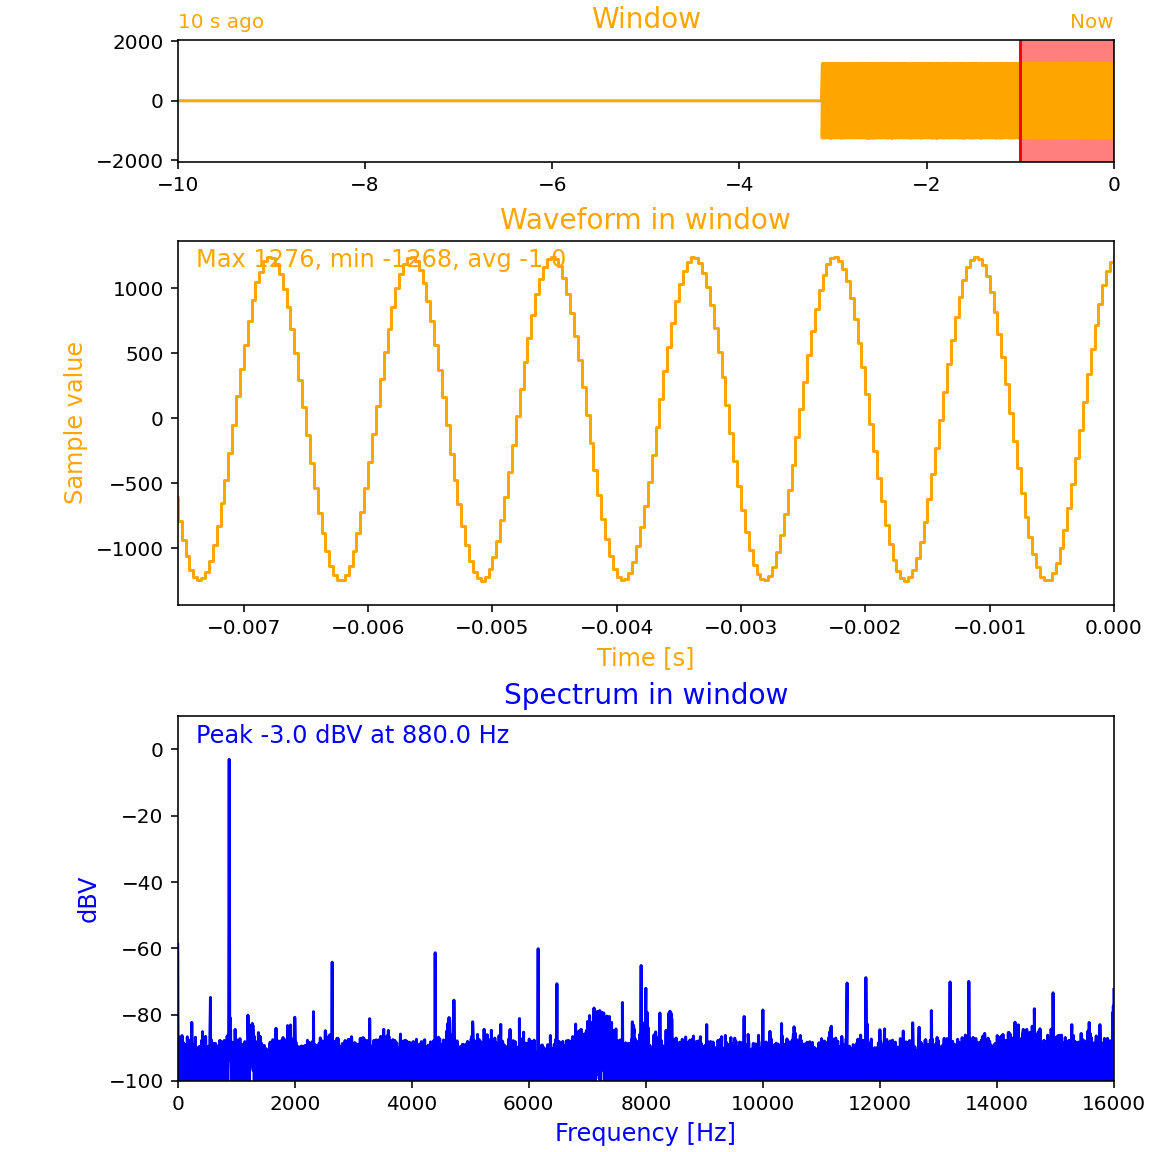 10 s ago Window Now
2000
0
−2000
−10 −8 −6 −4 −2 0
Waveform in window
Max 1276, min -1268, avg -1.0
1000
500
0
−500
−1000
Sample value
−0.007 −0.006 −0.005 −0.004 −0.003 −0.002 −0.001 0.000
Time [s]
Spectrum in window
Peak -3.0 dBV at 880.0 Hz
0
−20
−40
−60
−80
−100
dBV
0 2000 4000 6000 8000 10000 12000 14000 16000
Frequency [Hz]